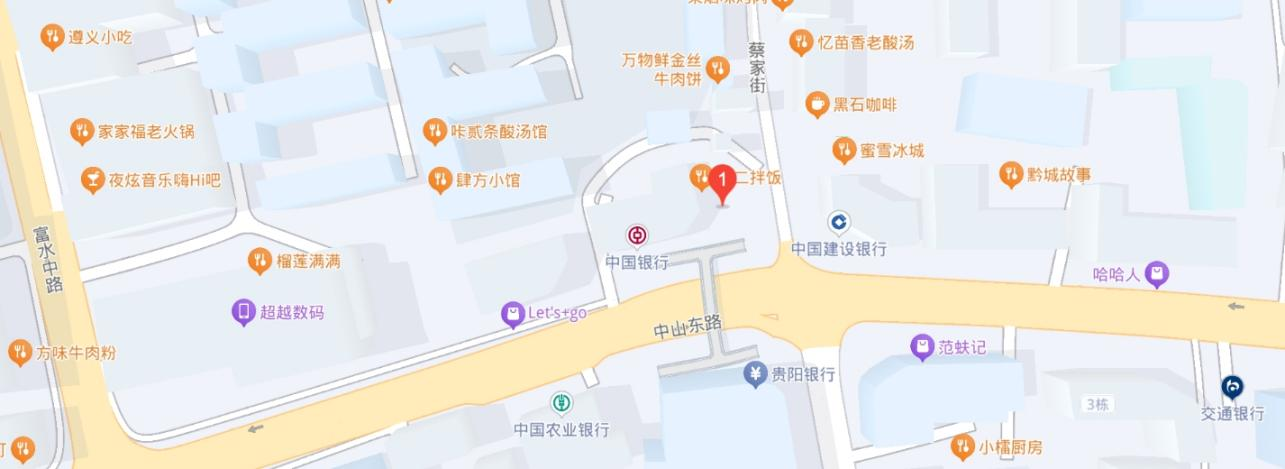 遵义小吃
万物鲜金丝
牛肉饼
蔡家街
忆苗香老酸汤
家家福老火锅
咔贰条酸汤馆
黑石咖啡
蜜雪冰城
夜炫音乐嗨Hi吧
肆方小馆
1
二拌饭
黔城故事
富水中路
榴莲满满
中国银行
中国建设银行
哈哈人
超越数码
Let's+go
中山东路
方味牛肉粉
范蚨记
贵阳银行
3栋
中国农业银行
交通银行
小橿厨房